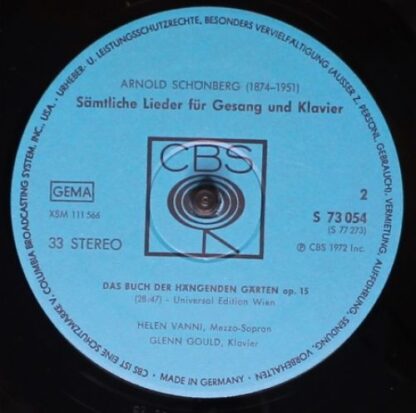 URHEBER- U. LEISTUNGSSCHUTZRECHTE, BESONDERS VERVIELFÄLTIGUNG (AUSSER Z. PERSÖNL. GEBRAUCH), VERMIETUNG, AUFFÜHRUNG, SENDUNG, VORBEHALTEN
ARNOLD SCHÖNBERG (1874-1951)
Sämtliche Lieder für Gesang und Klavier
CBS
GEMA
XSM 111 566
33 STEREO
2
S 73 054
(S 77 273)
℗ CBS 1972 Inc.
DAS BUCH DER HÄNGENDEN GÄRTEN op. 15
(28:47) - Universal Edition Wien
HELEN VANNI, Mezzo-Sopran
GLENN GOULD, Klavier
• MADE IN GERMANY •
CBS IST EINE SCHUTZMARKE V. COLUMBIA BROADCASTING SYSTEM, INC., USA. •